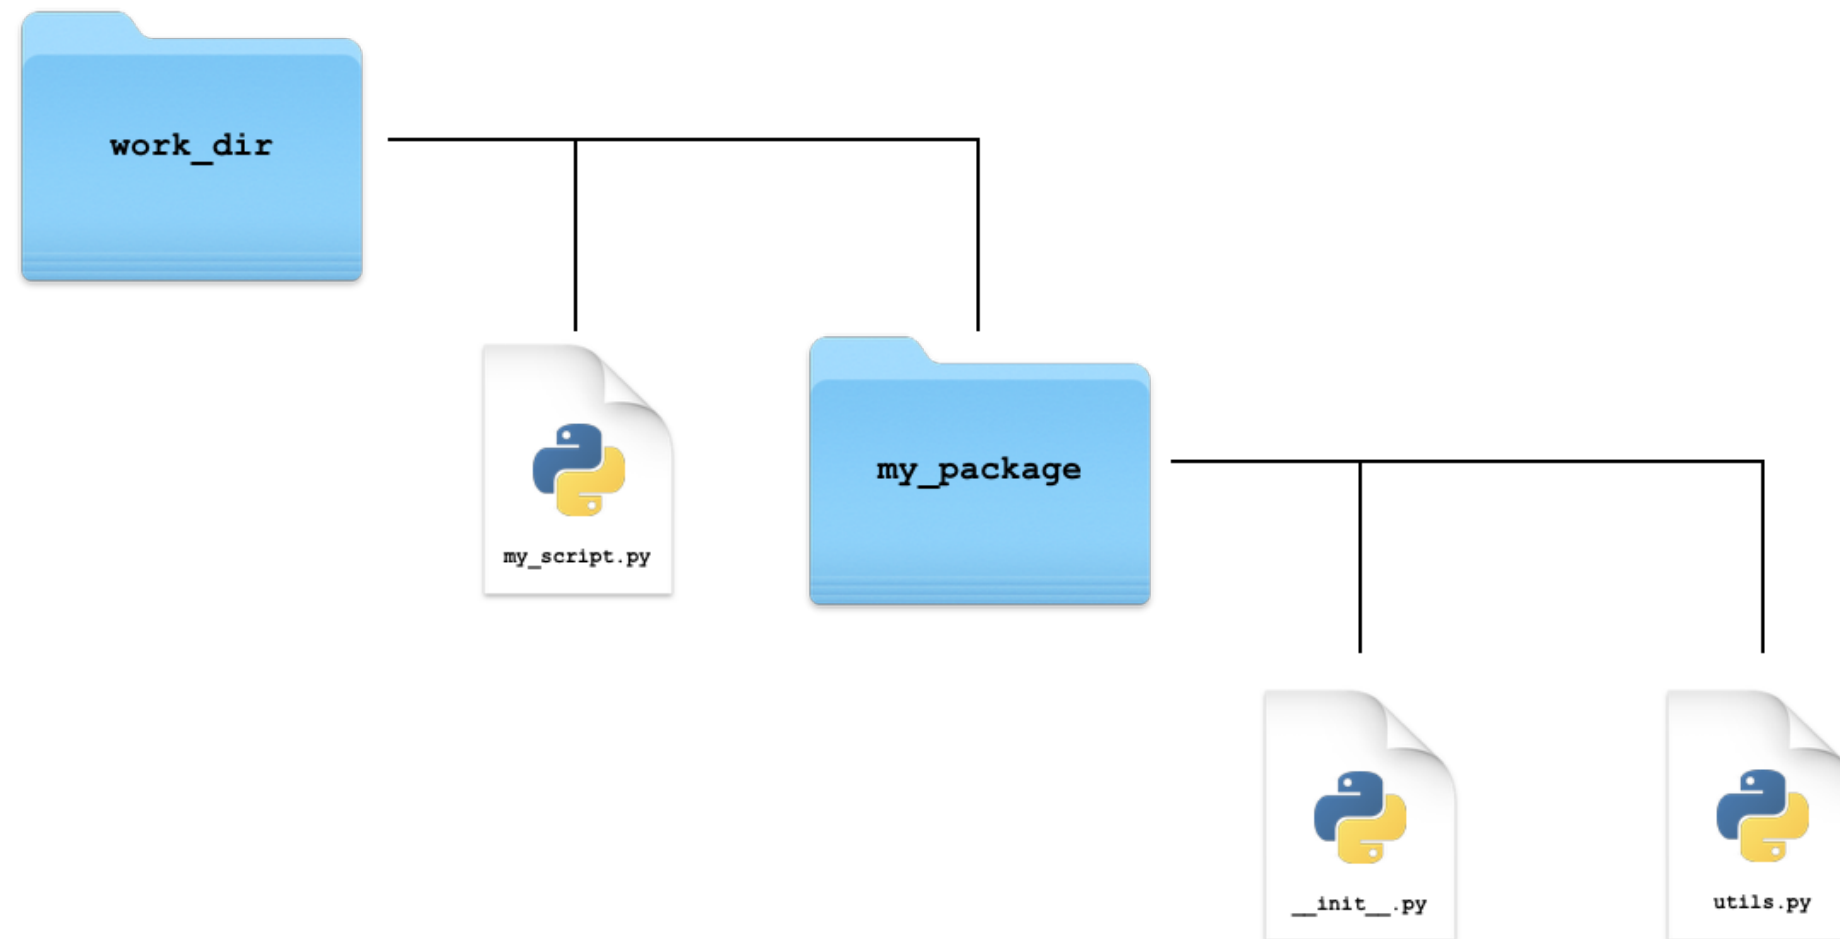 work_dir
my_script.py
my_package
__init__.py
utils.py